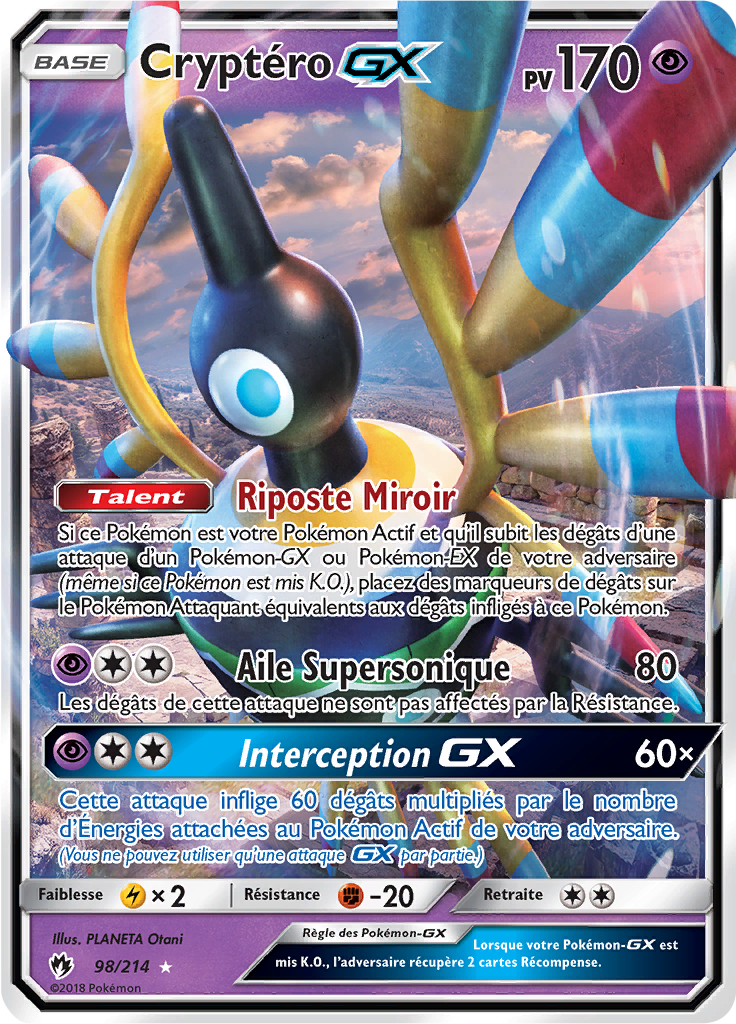 BASE Cryptéro GX PV 170
Talent Riposte Miroir
Si ce Pokémon est votre Pokémon Actif et qu'il subit les dégâts d'une
attaque d'un Pokémon-GX ou Pokémon-EX de votre adversaire
(même si ce Pokémon est mis K.O.), placez des marqueurs de dégâts sur
le Pokémon Attaquant équivalents aux dégâts infligés à ce Pokémon.
Aile Supersonique 80
Les dégâts de cette attaque ne sont pas affectés par la Résistance.
Interception GX 60×
Cette attaque inflige 60 dégâts multipliés par le nombre
d'Énergies attachées au Pokémon Actif de votre adversaire.
(Vous ne pouvez utiliser qu'une attaque GX par partie.)
Faiblesse × 2 Résistance -20 Retraite
Illus. PLANETA Otani
98/214
©2018 Pokémon
Règle des Pokémon-GX
Lorsque votre Pokémon-GX est
mis K.O., l'adversaire récupère 2 cartes Récompense.